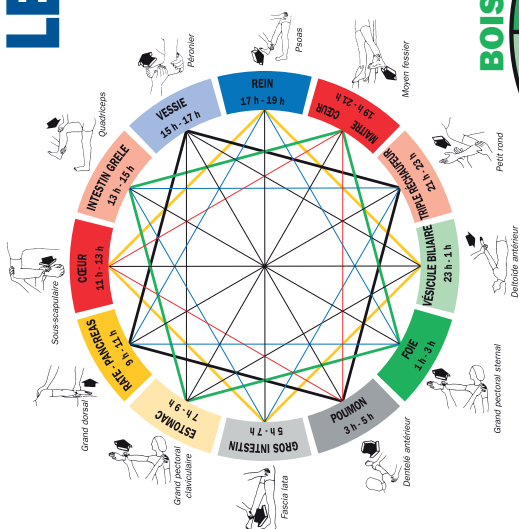 LE
BOIS
REIN
17 h - 19 h
MAITRE CŒUR
19 h - 21 h
TRIPLE RECHAUFFEUR
21 h - 23 h
VÉSICULE BILIAIRE
23 h - 1 h
FOIE
1 h - 3 h
POUMON
3 h - 5 h
GROS INTESTIN
5 h - 7 h
ESTOMAC
7 h - 9 h
RATE - PANCREAS
9 h - 11 h
CŒUR
11 h - 13 h
INTESTIN GRELE
13 h - 15 h
VESSIE
15 h - 17 h
Psoas
Moyen fessier
Petit rond
Deltoïde antérieur
Grand pectoral sternal
Dentelé antérieur
Fascia lata
Grand pectoral
claviculaire
Grand dorsal
Sous-scapulaire
Quadriceps
Péronier